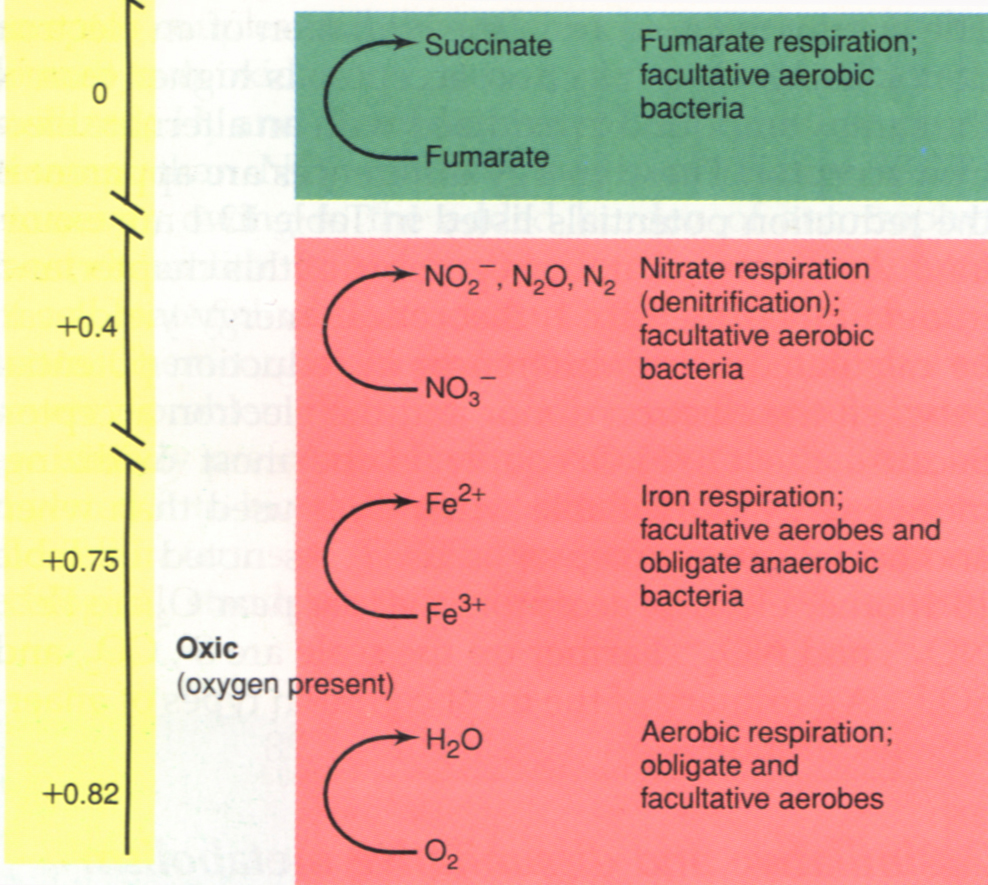 0
Succinate
Fumarate
Fumarate respiration;
facultative aerobic
bacteria
+0.4
NO₂⁻, N₂O, N₂
NO₃⁻
Nitrate respiration
(denitrification);
facultative aerobic
bacteria
+0.75
Fe²⁺
Fe³⁺
Iron respiration;
facultative aerobes and
obligate anaerobic
bacteria
Oxic
(oxygen present)
+0.82
H₂O
O₂
Aerobic respiration;
obligate and
facultative aerobes